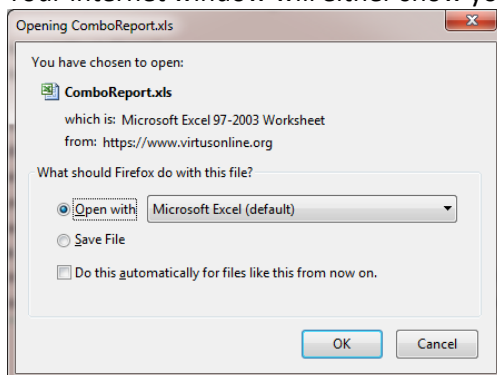 Opening ComboReport.xls
You have chosen to open:
ComboReport.xls
which is: Microsoft Excel 97-2003 Worksheet
from: https://www.virtusonline.org
What should Firefox do with this file?
Open with Microsoft Excel (default)
Save File
Do this automatically for files like this from now on.
OK Cancel